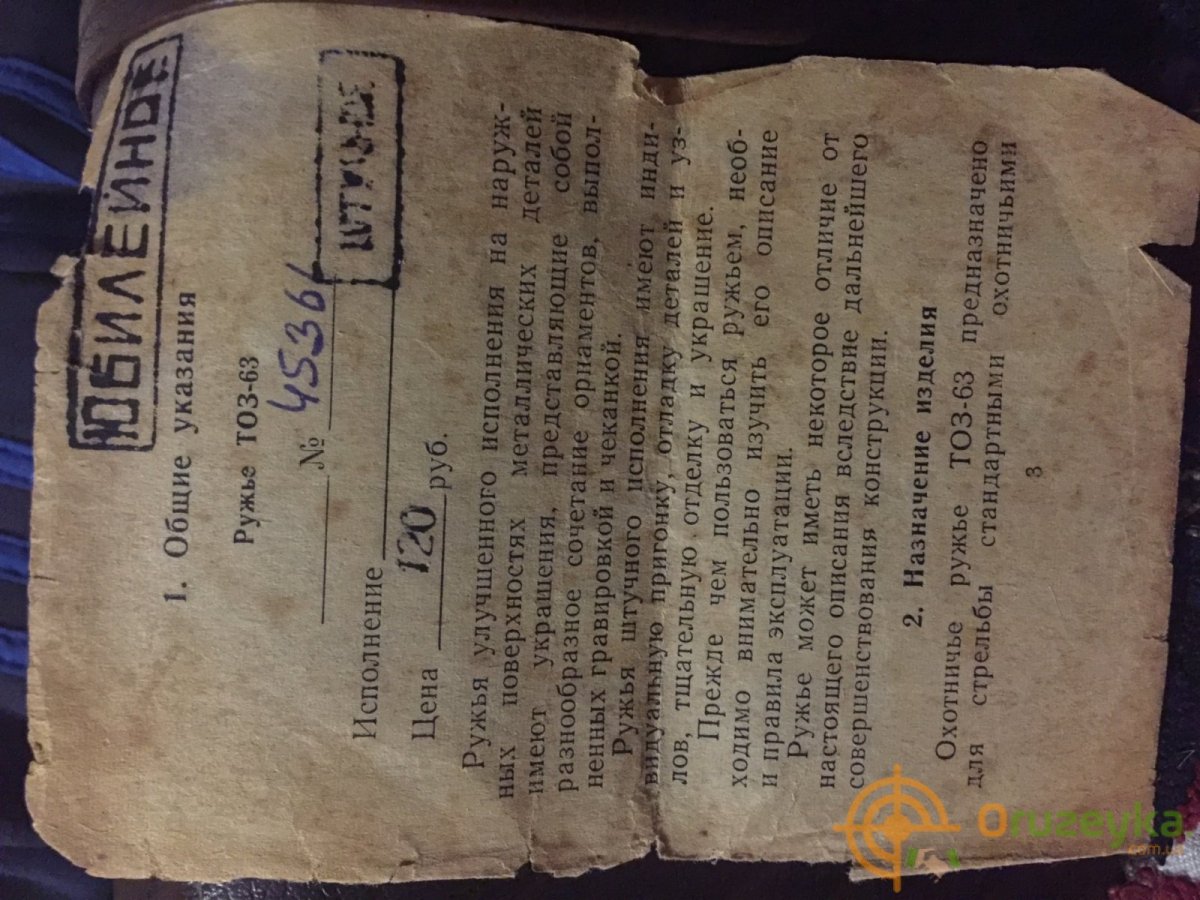 ЮБИЛЕЙНОЕ
1. Общие указания
Ружье ТОЗ-63
№ 45366
ШТУЧНОЕ
Исполнение
Цена 120 руб.
Ружья улучшенного исполнения на наруж-
ных поверхностях металлических деталей
имеют украшения, представляющие собой
разнообразное сочетание орнаментов, выпол-
ненных гравировкой и чеканкой.
Ружья штучного исполнения имеют инди-
видуальную пригонку, отладку деталей и уз-
лов, тщательную отделку и украшение.
Прежде чем пользоваться ружьем, необ-
ходимо внимательно изучить его описание
и правила эксплуатации.
Ружье может иметь некоторое отличие от
настоящего описания вследствие дальнейшего
совершенствования конструкции.
2. Назначение изделия
Охотничье ружье ТОЗ-63 предназначено
для стрельбы стандартными охотничьими
3
Oruzeyka
.com.ua